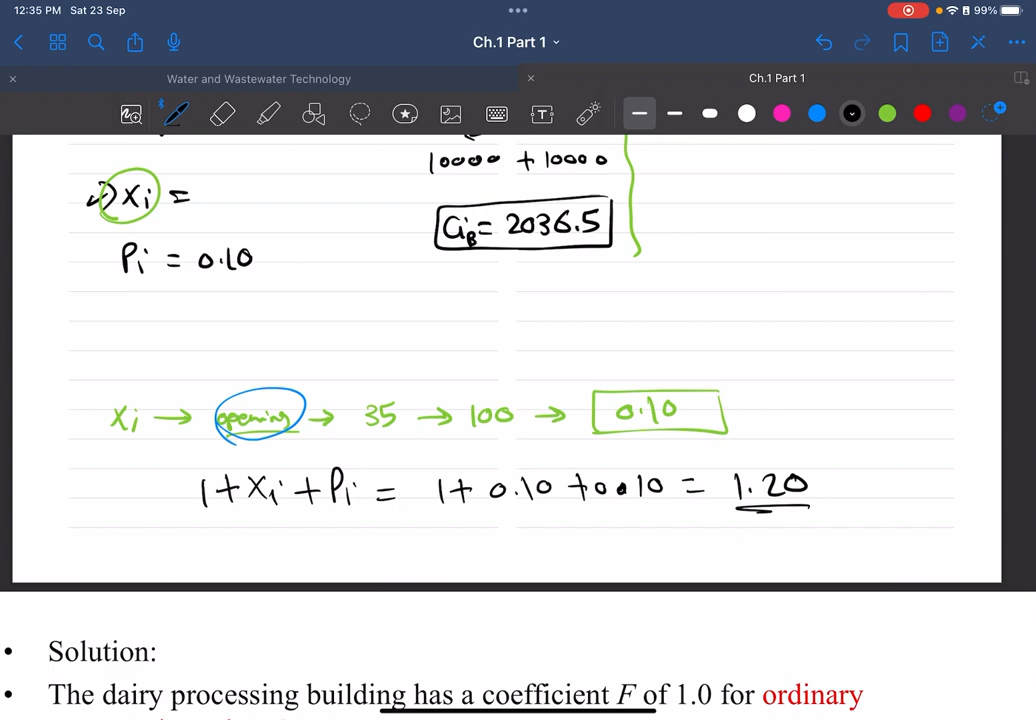 12:35 PM Sat 23 Sep
99%
Ch.1 Part 1
Water and Wastewater Technology
Ch.1 Part 1
10000 + 10000
Xi =
CiB = 2036.5
Pi = 0.10
Xi → opening → 35 → 100 → 0.10
1+Xi+Pi = 1+ 0.10 +0.10 = 1.20
• Solution:
• The dairy processing building has a coefficient F of 1.0 for ordinary